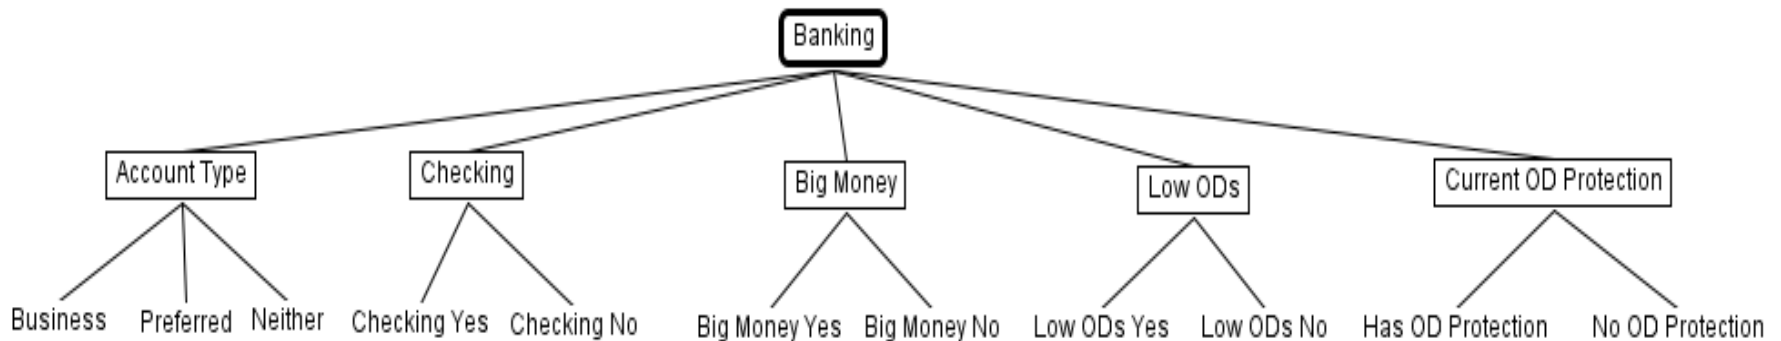 Banking
Account Type
Checking
Big Money
Low ODs
Current OD Protection
Business
Preferred
Neither
Checking Yes
Checking No
Big Money Yes
Big Money No
Low ODs Yes
Low ODs No
Has OD Protection
No OD Protection